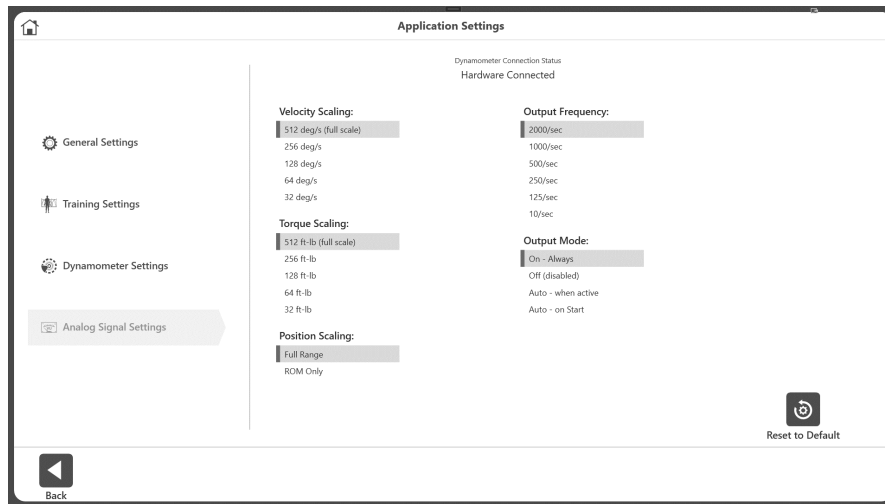 Application Settings
Dynamometer Connection Status
Hardware Connected
General Settings
Training Settings
Dynamometer Settings
Analog Signal Settings
Velocity Scaling:
512 deg/s (full scale)
256 deg/s
128 deg/s
64 deg/s
32 deg/s
Torque Scaling:
512 ft-lb (full scale)
256 ft-lb
128 ft-lb
64 ft-lb
32 ft-lb
Position Scaling:
Full Range
ROM Only
Output Frequency:
2000/sec
1000/sec
500/sec
250/sec
125/sec
10/sec
Output Mode:
On - Always
Off (disabled)
Auto - when active
Auto - on Start
Reset to Default
Back